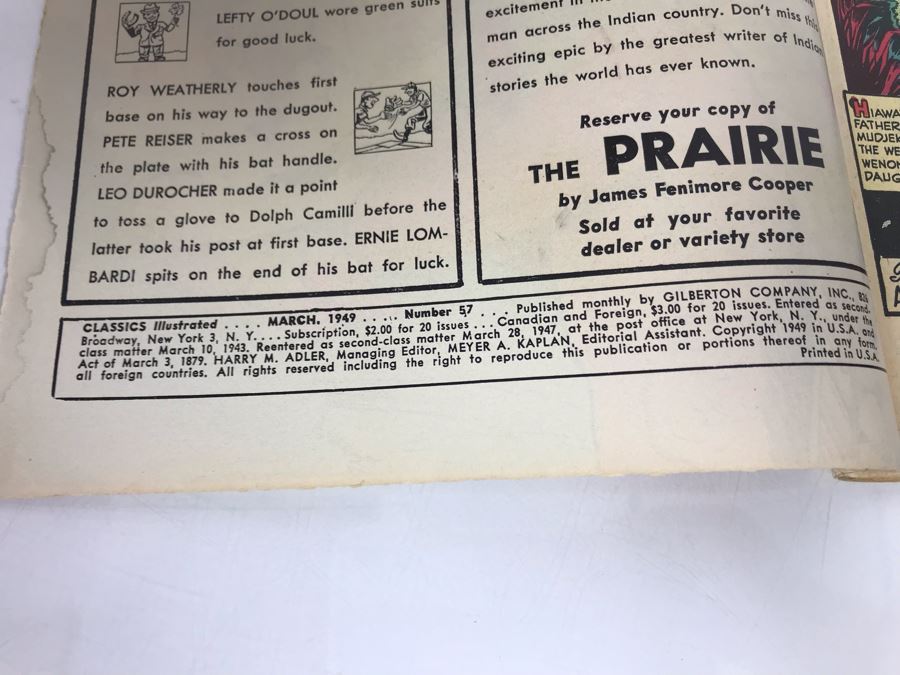 LEFTY O'DOUL wore green suits
for good luck.
ROY WEATHERLY touches first
base on his way to the dugout.
PETE REISER makes a cross on
the plate with his bat handle.
LEO DUROCHER made it a point
to toss a glove to Dolph Camilli before the
latter took his post at first base. ERNIE LOM-
BARDI spits on the end of his bat for luck.
excitement in
man across the Indian country. Don't miss this
exciting epic by the greatest writer of Indian
stories the world has ever known.
Reserve your copy of
THE PRAIRIE
by James Fenimore Cooper
Sold at your favorite
dealer or variety store
CLASSICS Illustrated .... MARCH, 1949 ..... Number 57 .... Published monthly by GILBERTON COMPANY, INC., 826
Broadway, New York 3, N. Y.... Subscription, $2.00 for 20 issues ... Canadian and Foreign, $3.00 for 20 issues. Entered as second-
class matter March 10, 1943. Reentered as second-class matter March 28, 1947, at the post office at New York, N. Y., under the
Act of March 3, 1879. HARRY M. ADLER, Managing Editor, MEYER A. KAPLAN, Editorial Assistant. Copyright 1949 in U.S.A. and
all foreign countries. All rights reserved including the right to reproduce this publication or portions thereof in any form.
Printed in U.S.A.
HIAWA
FATHER
MUDJEK
THE WE
WENON
DAUG